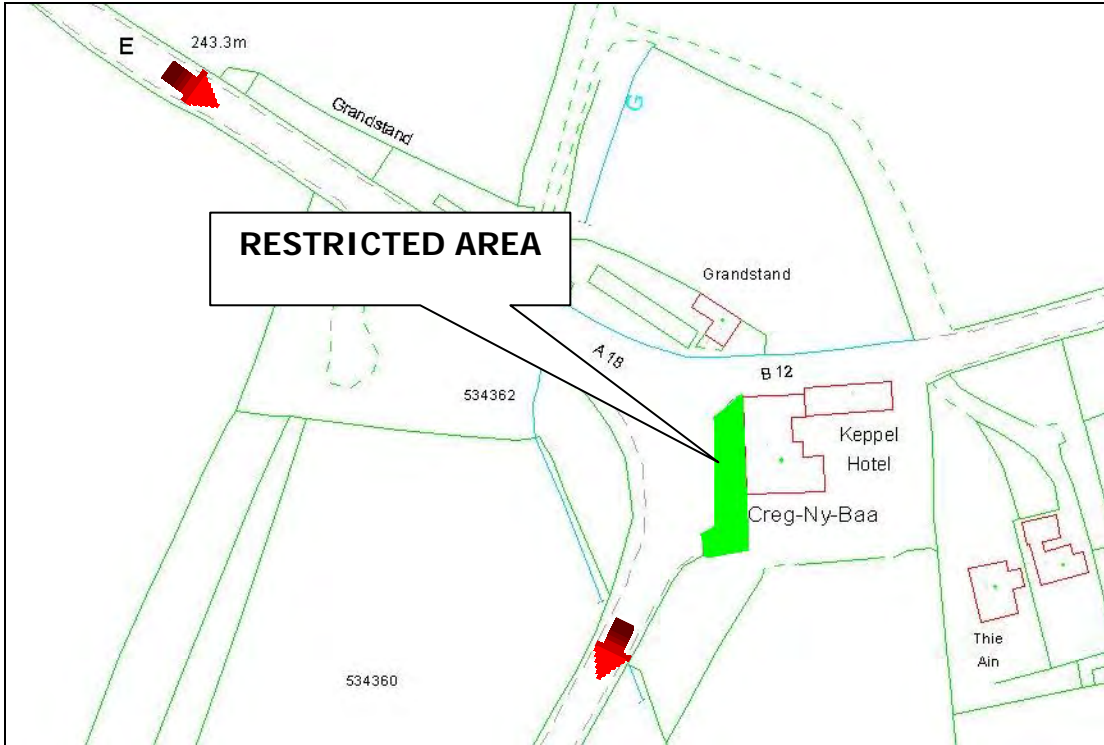 E
243.3m
Grandstand
G
RESTRICTED AREA
Grandstand
A 18
B 12
534362
Keppel
Hotel
Creg-Ny-Baa
Thie
Ain
534360